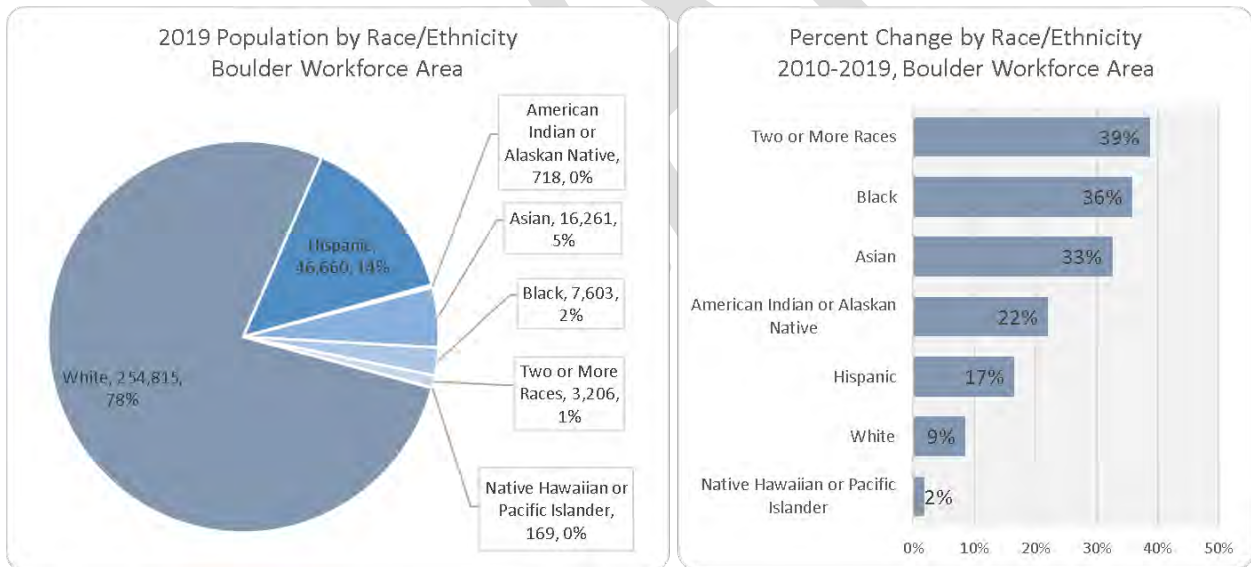 2019 Population by Race/Ethnicity
Boulder Workforce Area
American
Indian or
Alaskan Native,
718, 0%
Asian, 16,261,
5%
Hispanic,
46,660, 14%
Black, 7,603,
2%
White, 254,815,
78%
Two or More
Races, 3,206,
1%
Native Hawaiian or
Pacific Islander,
169, 0%
Percent Change by Race/Ethnicity
2010-2019, Boulder Workforce Area
Two or More Races
39%
Black
36%
Asian
33%
American Indian or Alaskan
Native
22%
Hispanic
17%
White
9%
Native Hawaiian or Pacific
Islander
2%
0% 10% 20% 30% 40% 50%